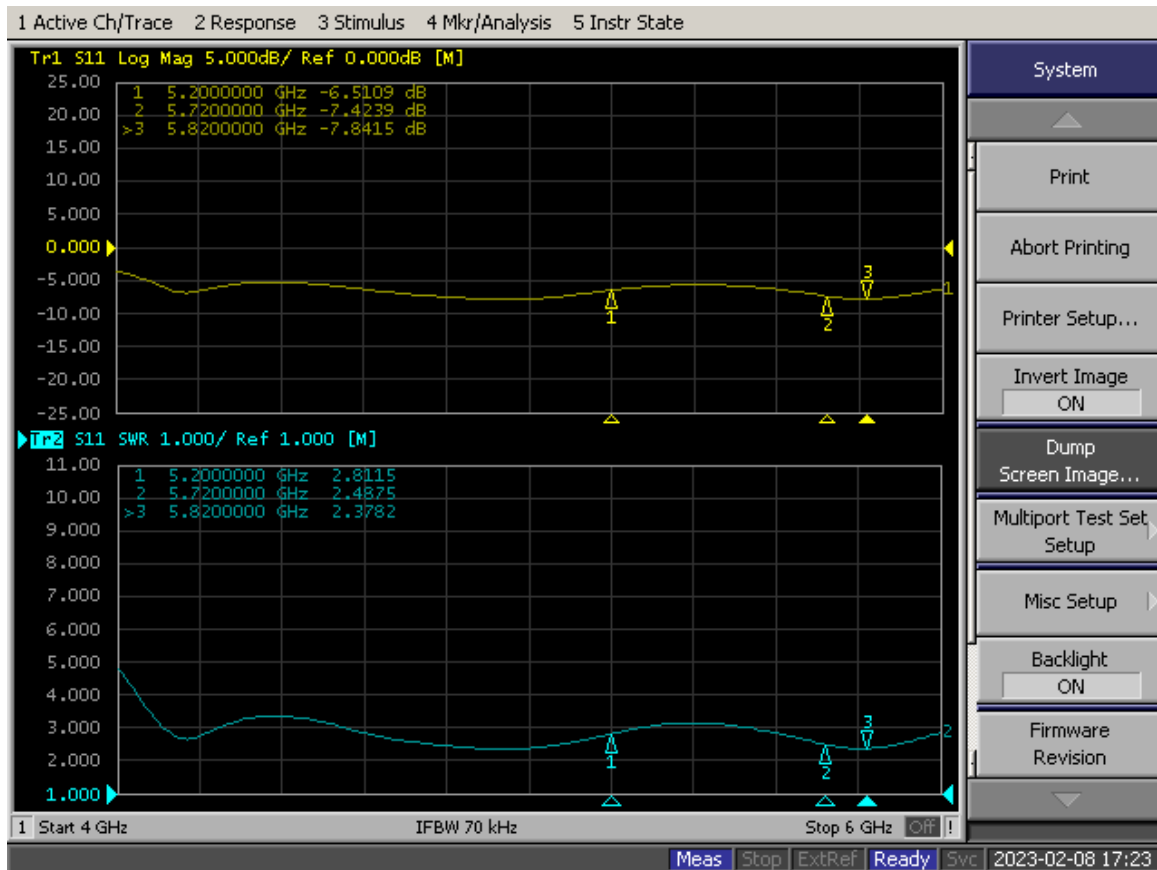 1 Active Ch/Trace 2 Response 3 Stimulus 4 Mkr/Analysis 5 Instr State
Tr1 S11 Log Mag 5.000dB/ Ref 0.000dB [M]
25.00
20.00
15.00
10.00
5.000
0.000
-5.000
-10.00
-15.00
-20.00
-25.00
1 5.2000000 GHz -6.5109 dB
2 5.7200000 GHz -7.4239 dB
>3 5.8200000 GHz -7.8415 dB
1
2
3
1
Tr2 S11 SWR 1.000/ Ref 1.000 [M]
11.00
10.00
9.000
8.000
7.000
6.000
5.000
4.000
3.000
2.000
1.000
1 5.2000000 GHz 2.8115
2 5.7200000 GHz 2.4875
>3 5.8200000 GHz 2.3782
1
2
3
2
1 Start 4 GHz IFBW 70 kHz Stop 6 GHz Off !
System
Print
Abort Printing
Printer Setup...
Invert Image
ON
Dump
Screen Image...
Multiport Test Set
Setup
Misc Setup
Backlight
ON
Firmware
Revision
Meas Stop ExtRef Ready Svc 2023-02-08 17:23